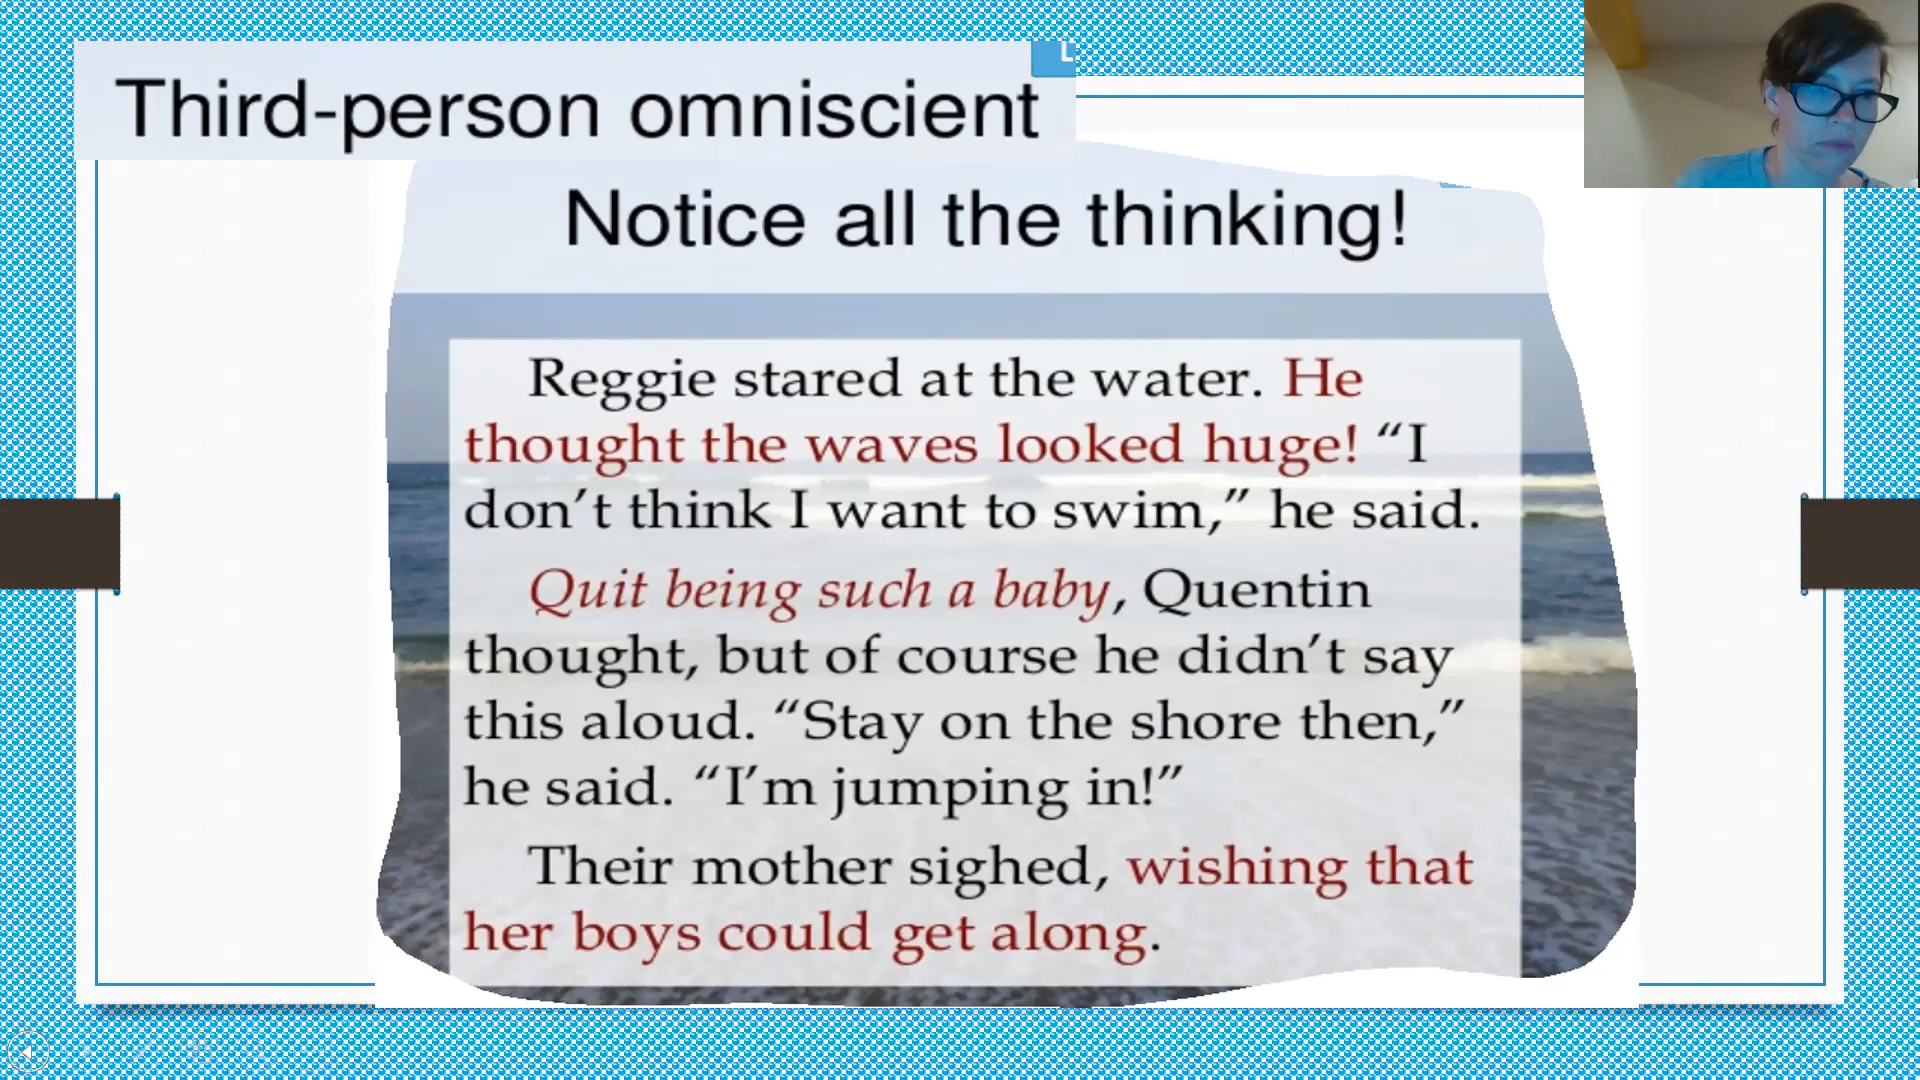 Third-person omniscient
Notice all the thinking!
Reggie stared at the water. He
thought the waves looked huge! “I
don’t think I want to swim,” he said.
Quit being such a baby, Quentin
thought, but of course he didn’t say
this aloud. “Stay on the shore then,”
he said. “I’m jumping in!”
Their mother sighed, wishing that
her boys could get along.